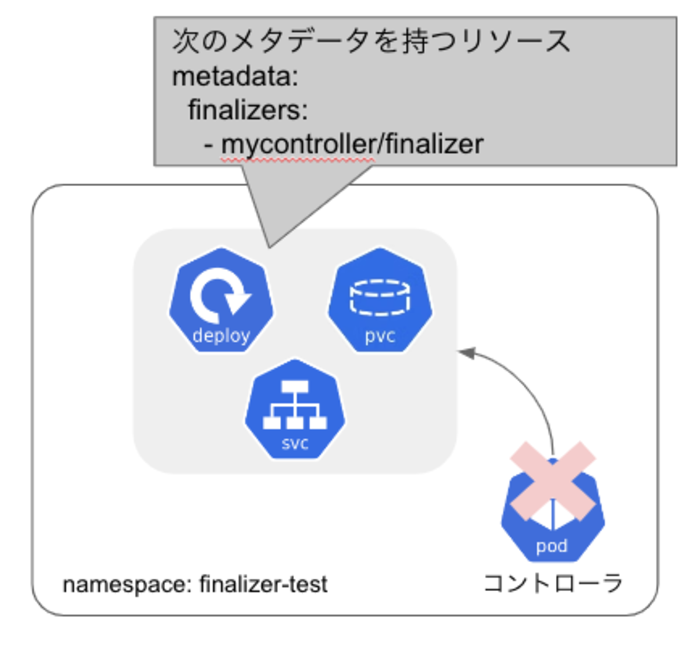 次のメタデータを持つリソース
metadata:
finalizers:
- mycontroller/finalizer
deploy
pvc
svc
pod
namespace: finalizer-test
コントローラ